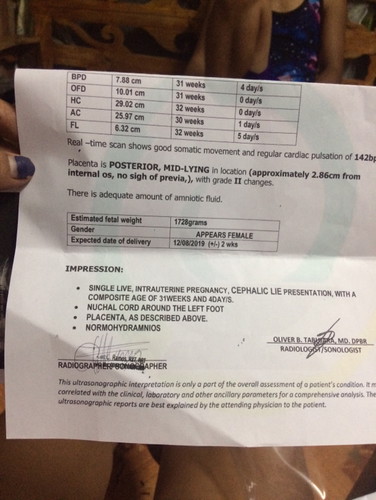 BPD 7.88 cm 31 weeks 4 day/s
OFD 10.01 cm 31 weeks 0 day/s
HC 29.02 cm 32 weeks 0 day/s
AC 25.97 cm 30 weeks 1 day/s
FL 6.32 cm 32 weeks 5 day/s
Real –time scan shows good somatic movement and regular cardiac pulsation of 142bp
Placenta is POSTERIOR, MID-LYING in location (approximately 2.86cm from
internal os, no sigh of previa,), with grade II changes.
There is adequate amount of amniotic fluid.
Estimated fetal weight 1728grams
Gender APPEARS FEMALE
Expected date of delivery 12/08/2019 (+/-) 2 wks
IMPRESSION:
• SINGLE LIVE, INTRAUTERINE PREGNANCY, CEPHALIC LIE PRESENTATION, WITH A
COMPOSITE AGE OF 31WEEKS AND 4DAY/S.
• NUCHAL CORD AROUND THE LEFT FOOT
• PLACENTA, AS DESCRIBED ABOVE.
• NORMOHYDRAMNIOS
OLIVER B. MD, DPBR
RADIOLOGIST/SONOLOGIST
RADIOGRAPHER/SONOGRAPHER
This ultrasonographic interpretation is only a part of the overall assessment of a patient's condition. It m
correlated with the clinical, laboratory and other ancillary parameters for a comprehensive analysis. The
ultrasonographic reports are best explained by the attending physician to the patient.